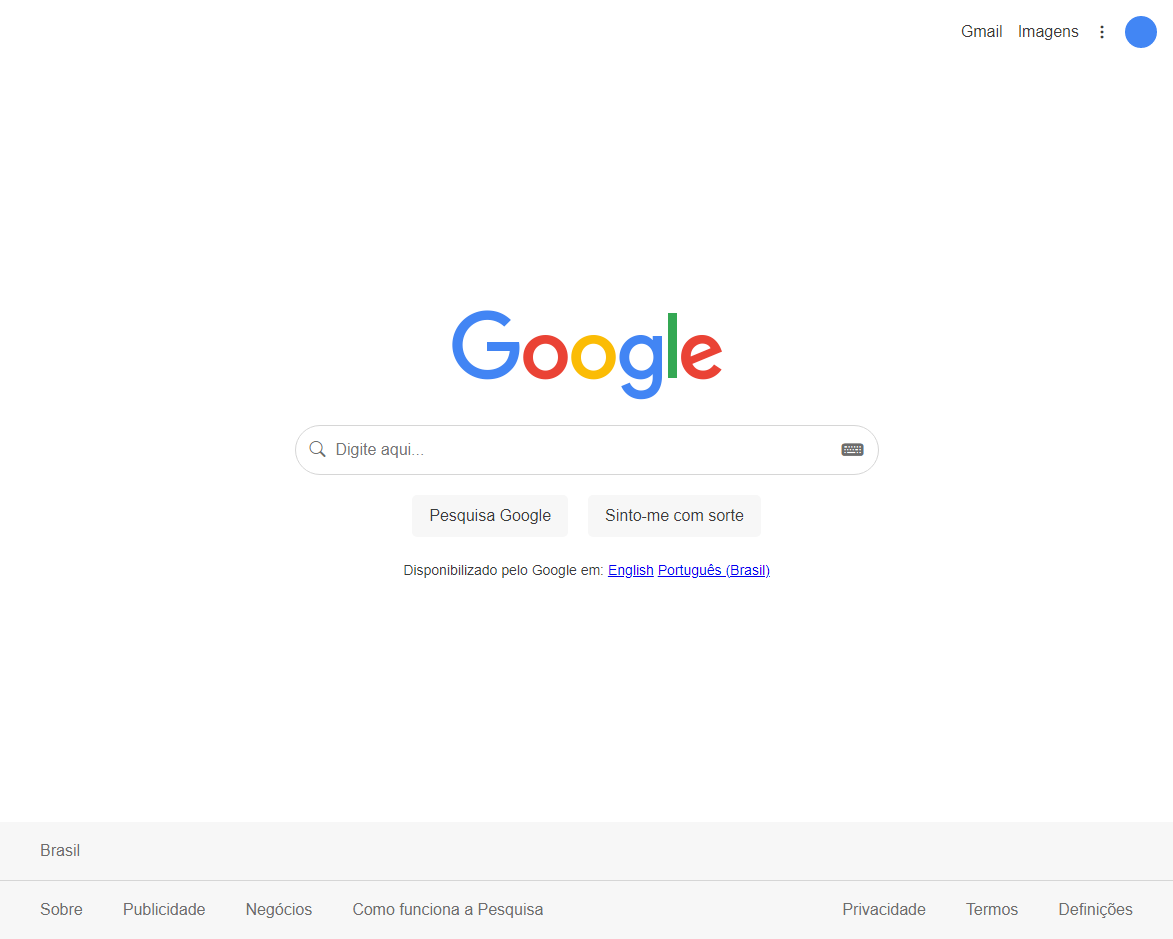 Gmail Imagens
Google
Digite aqui...
Pesquisa Google Sinto-me com sorte
Disponibilizado pelo Google em: English Português (Brasil)
Brasil
Sobre Publicidade Negócios Como funciona a Pesquisa Privacidade Termos Definições